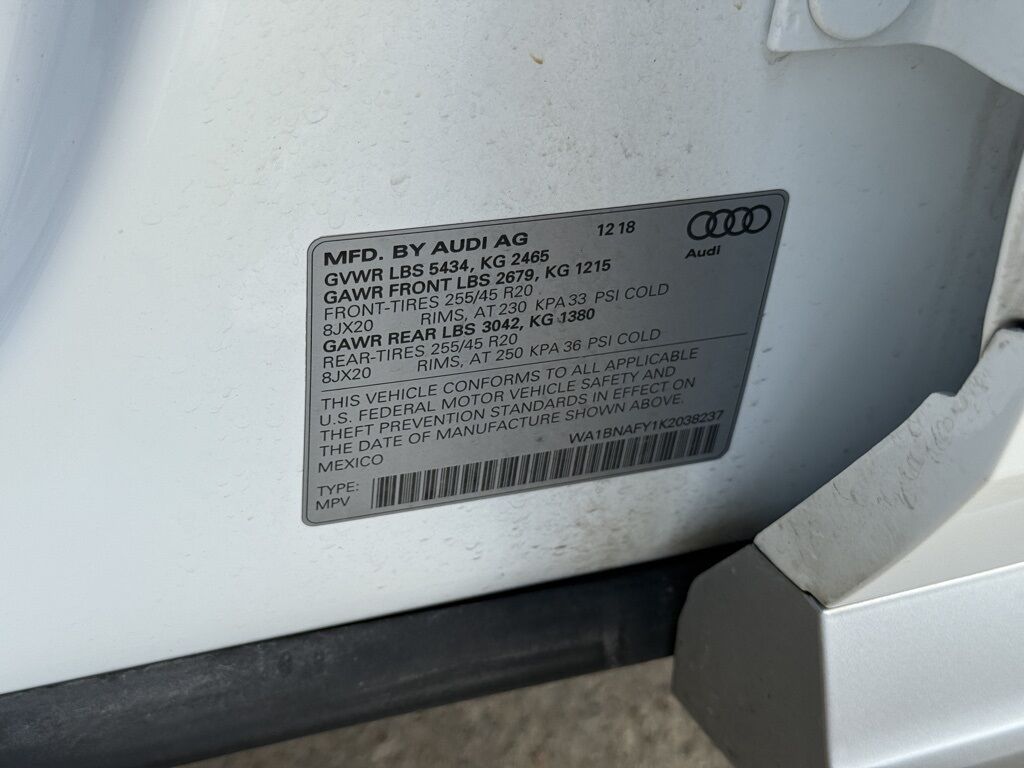 MFD. BY AUDI AG 12 18
Audi
GVWR LBS 5434, KG 2465
GAWR FRONT LBS 2679, KG 1215
FRONT-TIRES 255/45 R20
8JX20 RIMS, AT 230 KPA 33 PSI COLD
GAWR REAR LBS 3042, KG 1380
REAR-TIRES 255/45 R20
8JX20 RIMS, AT 250 KPA 36 PSI COLD
THIS VEHICLE CONFORMS TO ALL APPLICABLE
U.S. FEDERAL MOTOR VEHICLE SAFETY AND
THEFT PREVENTION STANDARDS IN EFFECT ON
THE DATE OF MANUFACTURE SHOWN ABOVE.
MEXICO WA1BNAFY1K2038237
TYPE:
MPV